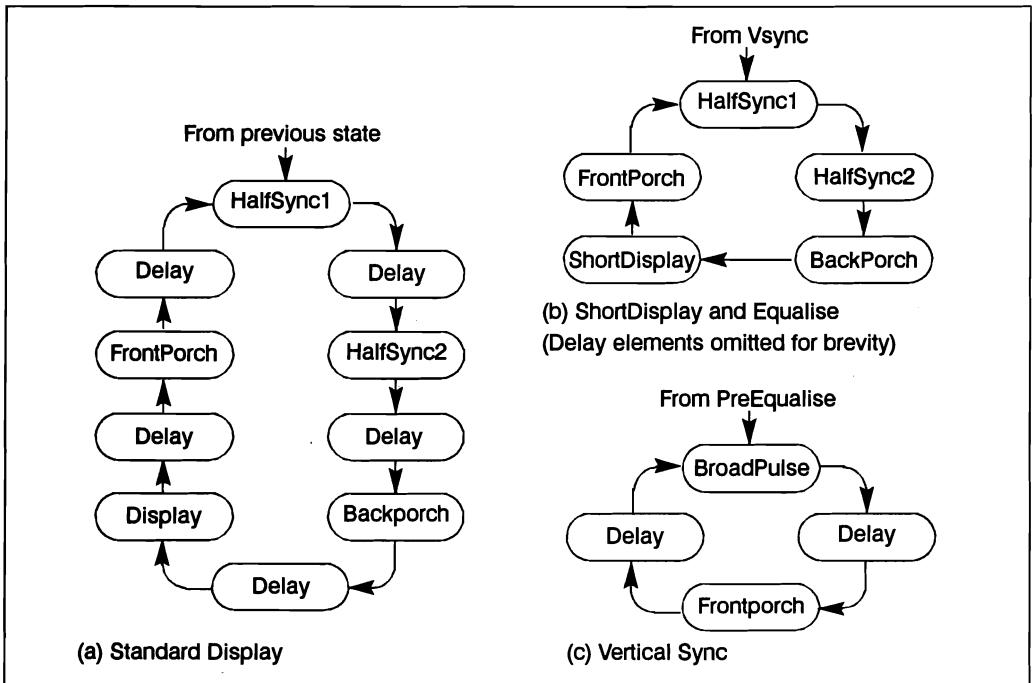 From previous state
HalfSync1
Delay
HalfSync2
Delay
Backporch
Delay
Display
Delay
FrontPorch
Delay
(a) Standard Display
From Vsync
HalfSync1
HalfSync2
BackPorch
ShortDisplay
FrontPorch
(b) ShortDisplay and Equalise
(Delay elements omitted for brevity)
From PreEqualise
BroadPulse
Delay
Frontporch
Delay
(c) Vertical Sync